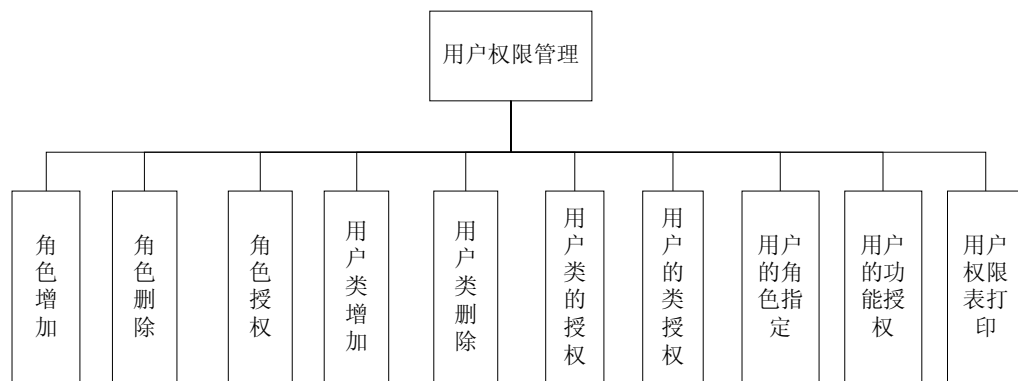 用户权限管理
角色增加
角色删除
角色授权
用户类增加
用户类删除
用户类的授权
用户的类授权
用户的角色指定
用户的功能授权
用户权限表打印